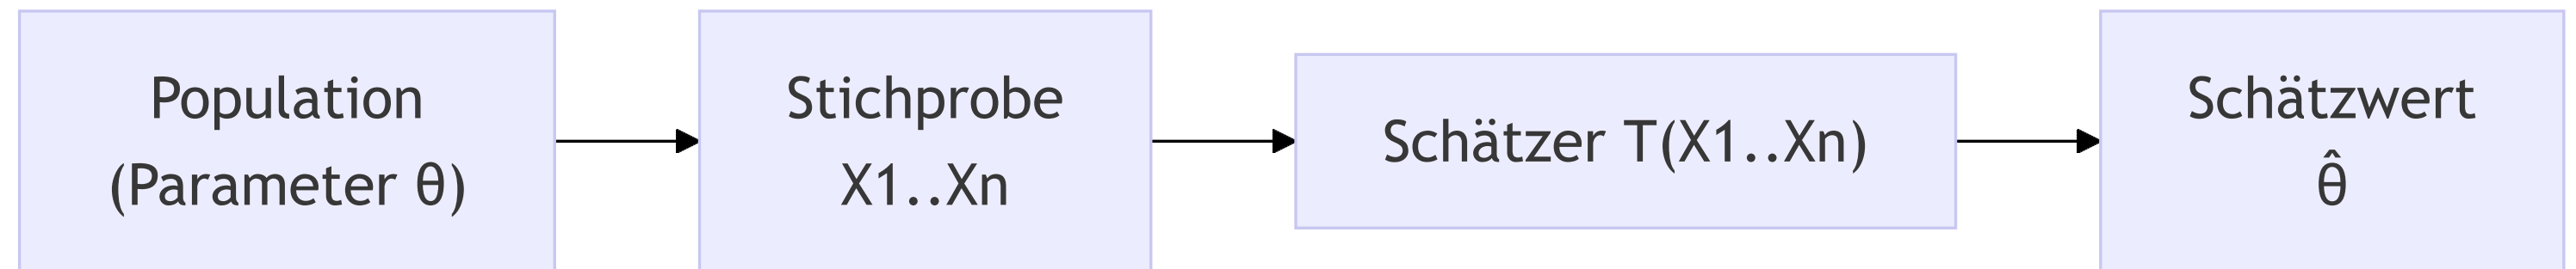 Population
(Parameter θ)
Stichprobe
X1..Xn
Schätzer T(X1..Xn)
Schätzwert
θ̂